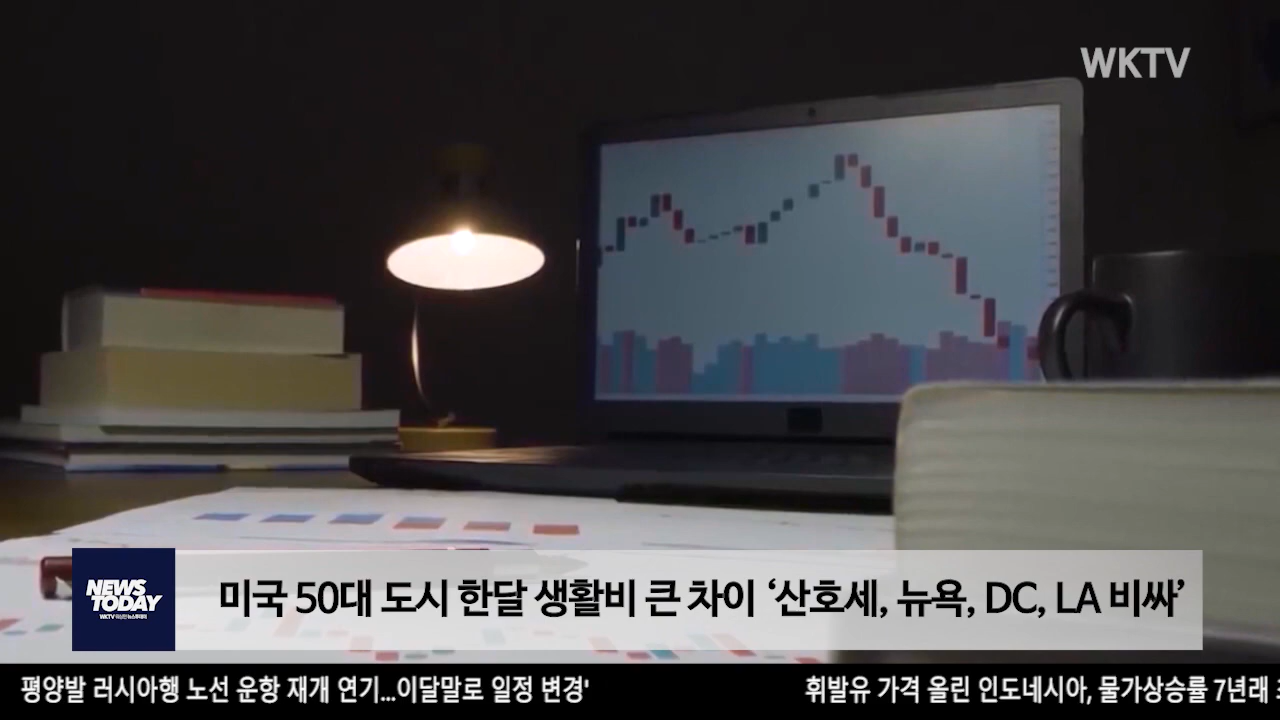 WKTV
NEWS
TODAY
미국 50대 도시 한달 생활비 큰 차이 ‘산호세, 뉴욕, DC, LA 비싸’
평양발 러시아행 노선 운항 재개 연기...이달말로 일정 변경'
휘발유 가격 올린 인도네시아, 물가상승률 7년래